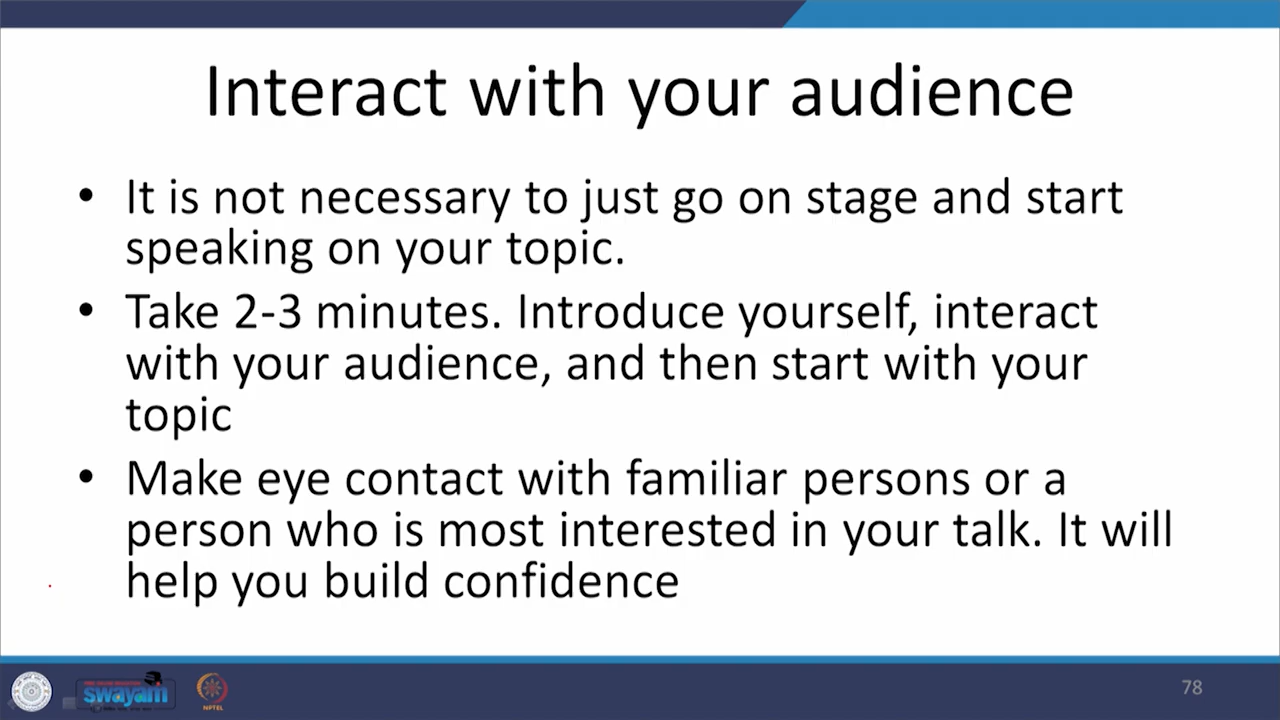 Interact with your audience
• It is not necessary to just go on stage and start
speaking on your topic.
• Take 2-3 minutes. Introduce yourself, interact
with your audience, and then start with your
topic
• Make eye contact with familiar persons or a
person who is most interested in your talk. It will
help you build confidence
swayam
NPTEL
78